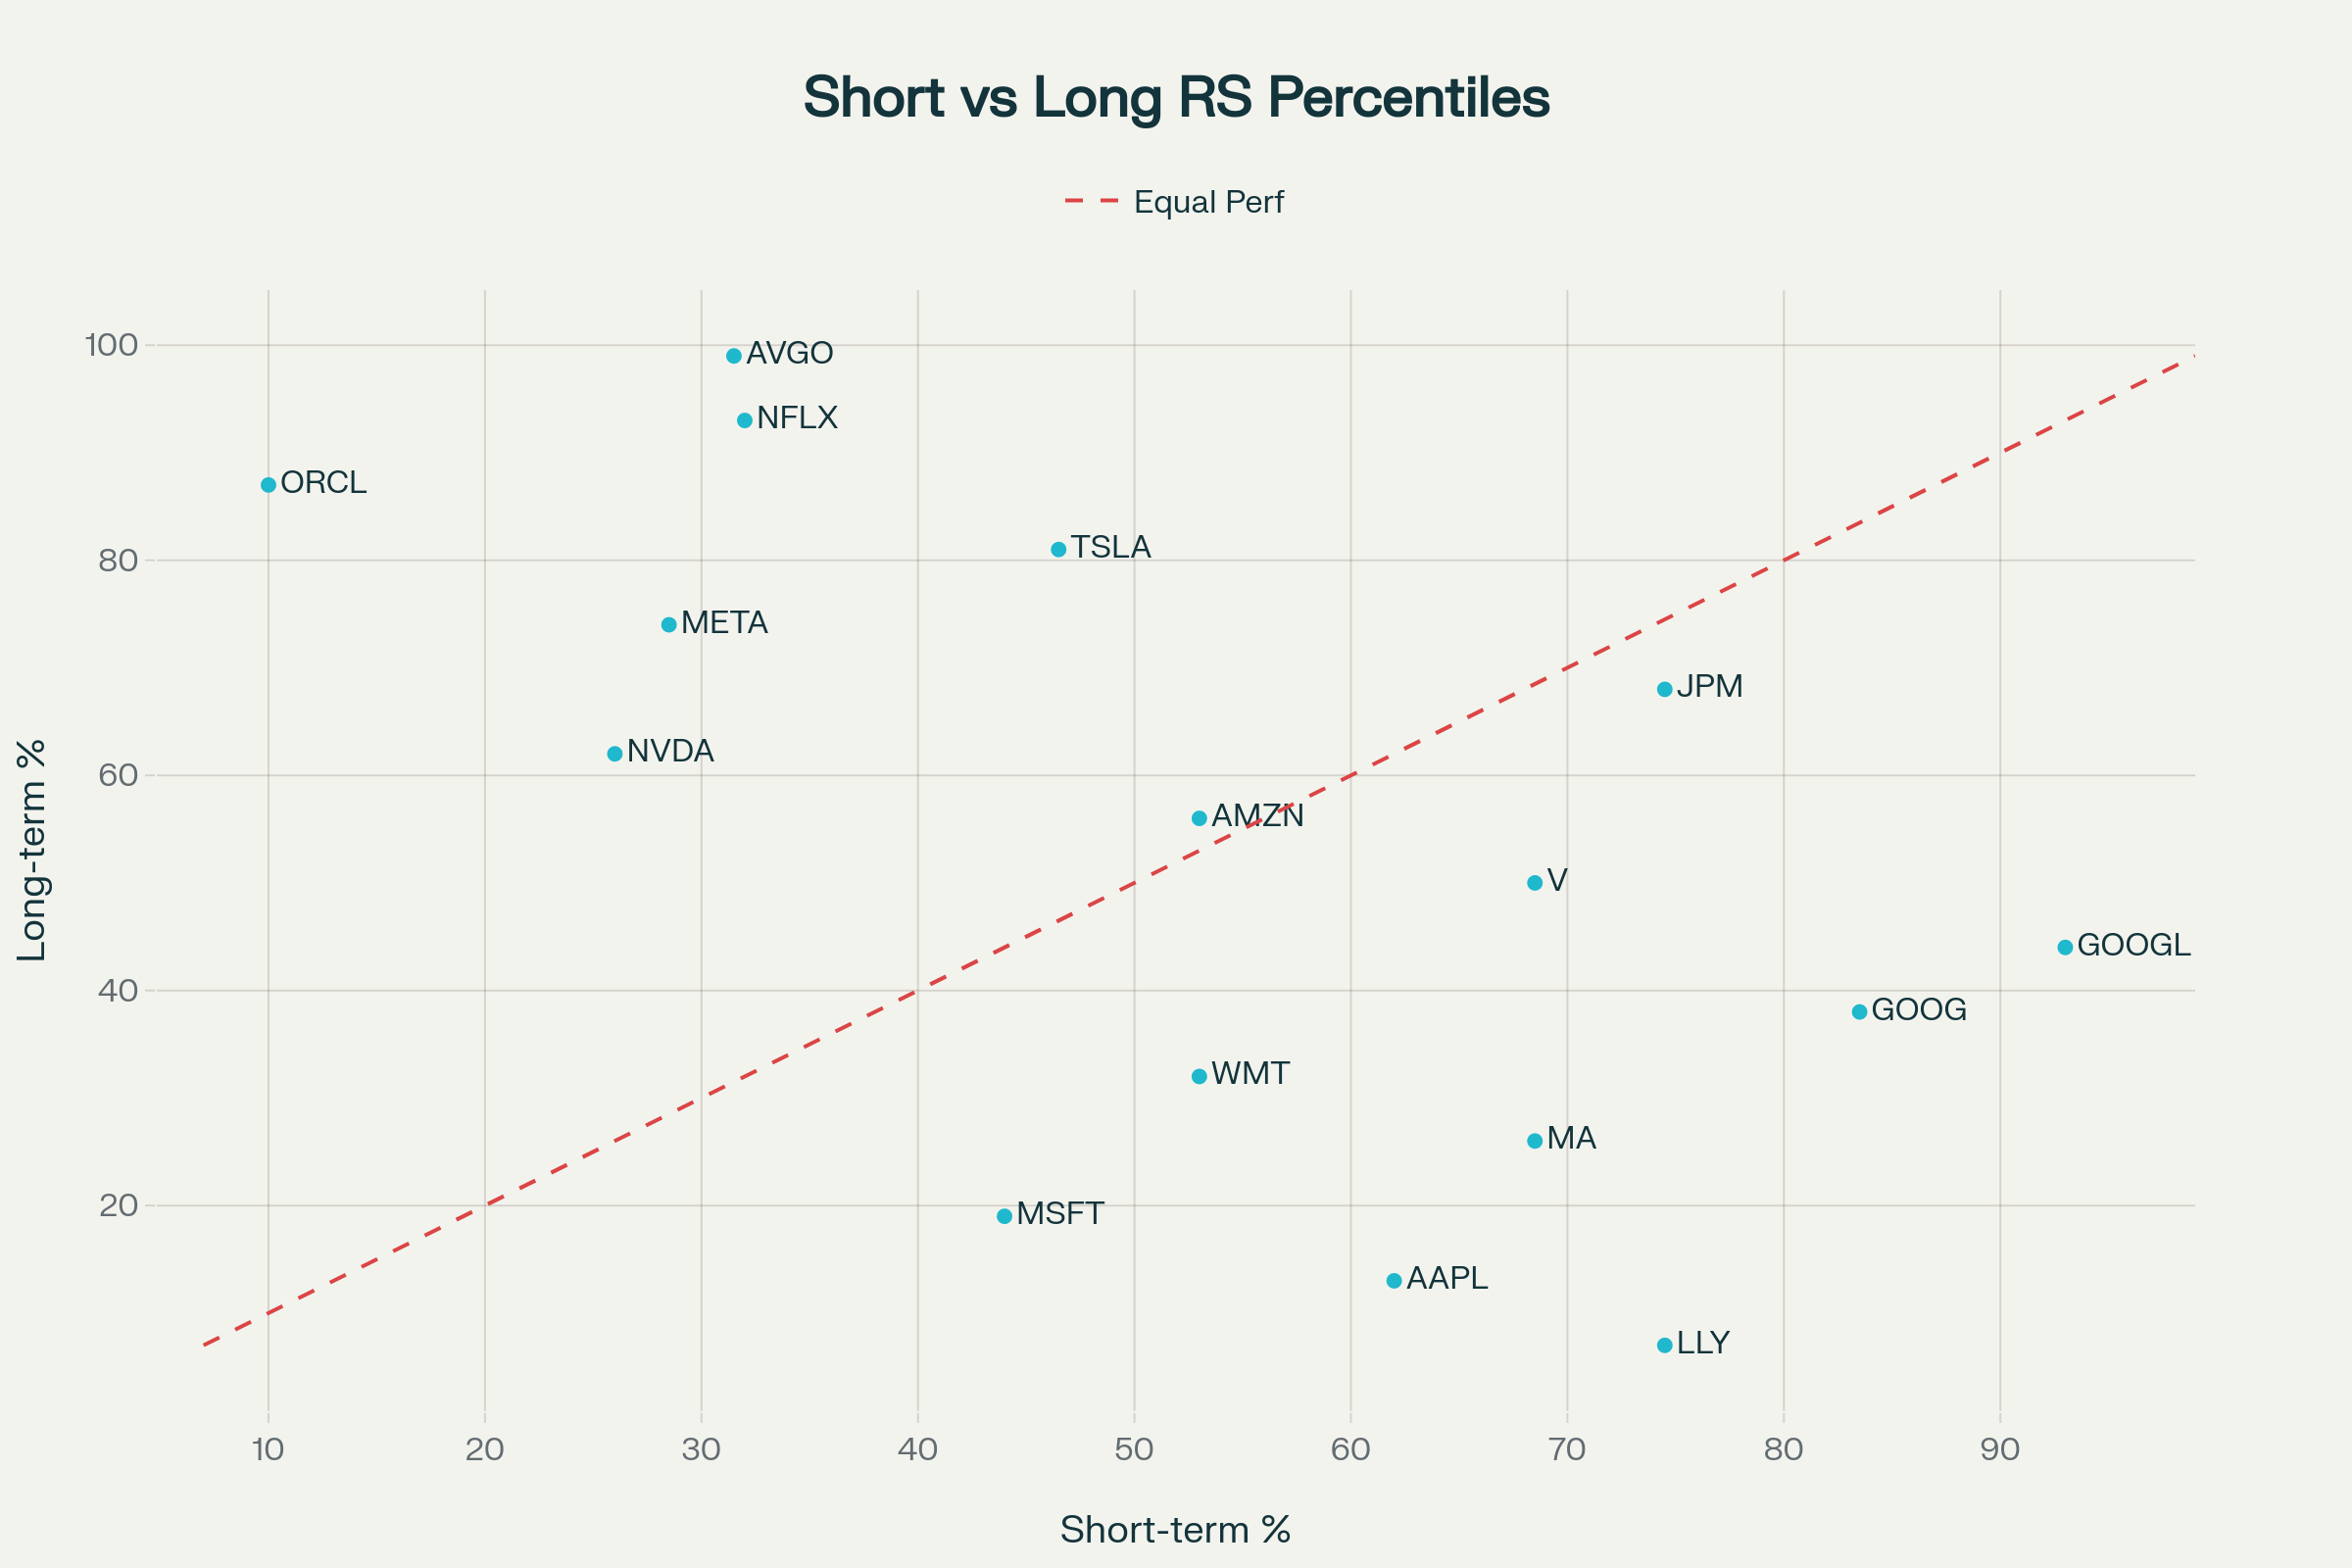 Short vs Long RS Percentiles
Equal Perf
100
80
60
40
20
Long-term %
AVGO
NFLX
ORCL
TSLA
META
JPM
NVDA
AMZN
V
GOOGL
GOOG
WMT
MA
MSFT
AAPL
LLY
10 20 30 40 50 60 70 80 90
Short-term %